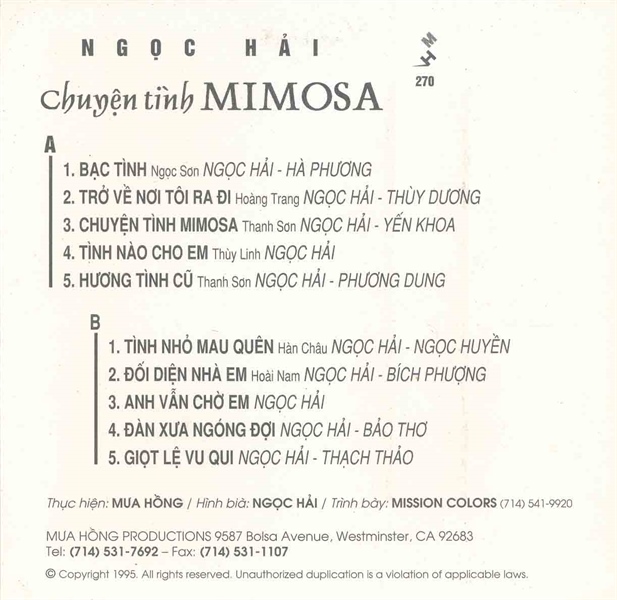 NGỌC HẢI
VHM
270
Chuyện tình MIMOSA
A
1. BẠC TÌNH Ngọc Sơn NGỌC HẢI - HÀ PHƯƠNG
2. TRỞ VỀ NƠI TÔI RA ĐI Hoàng Trang NGỌC HẢI - THÙY DƯƠNG
3. CHUYỆN TÌNH MIMOSA Thanh Sơn NGỌC HẢI - YẾN KHOA
4. TÌNH NÀO CHO EM Thùy Linh NGỌC HẢI
5. HƯƠNG TÌNH CŨ Thanh Sơn NGỌC HẢI - PHƯƠNG DUNG
B
1. TÌNH NHỎ MAU QUÊN Hàn Châu NGỌC HẢI - NGỌC HUYỀN
2. ĐỐI DIỆN NHÀ EM Hoài Nam NGỌC HẢI - BÍCH PHƯỢNG
3. ANH VẪN CHỜ EM NGỌC HẢI
4. ĐÀN XƯA NGÓNG ĐỢI NGỌC HẢI - BẢO THƠ
5. GIỌT LỆ VU QUI NGỌC HẢI - THẠCH THẢO
Thực hiện: MƯA HỒNG / Hình bià: NGỌC HẢI / Trình bày: MISSION COLORS (714) 541-9920
MƯA HỒNG PRODUCTIONS 9587 Bolsa Avenue, Westminster, CA 92683
Tel: (714) 531-7692 – Fax: (714) 531-1107
© Copyright 1995. All rights reserved. Unauthorized duplication is a violation of applicable laws.